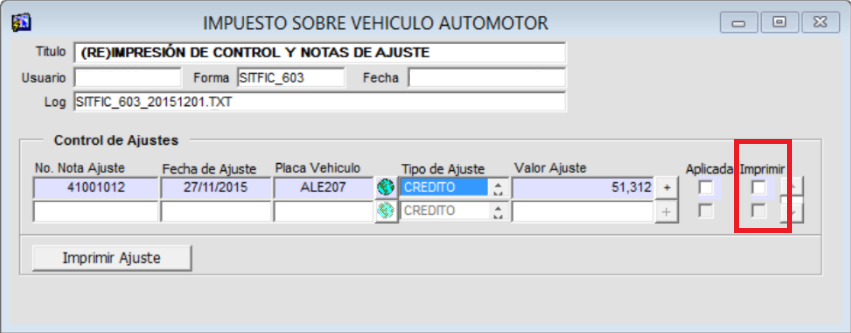 IMPUESTO SOBRE VEHICULO AUTOMOTOR
Titulo (RE)IMPRESIÓN DE CONTROL Y NOTAS DE AJUSTE
Usuario Forma SITFIC_603 Fecha
Log SITFIC_603_20151201.TXT
Control de Ajustes
No. Nota Ajuste Fecha de Ajuste Placa Vehiculo Tipo de Ajuste Valor Ajuste Aplicada Imprimir
41001012 27/11/2015 ALE207 CREDITO 51,312 +
CREDITO +
Imprimir Ajuste